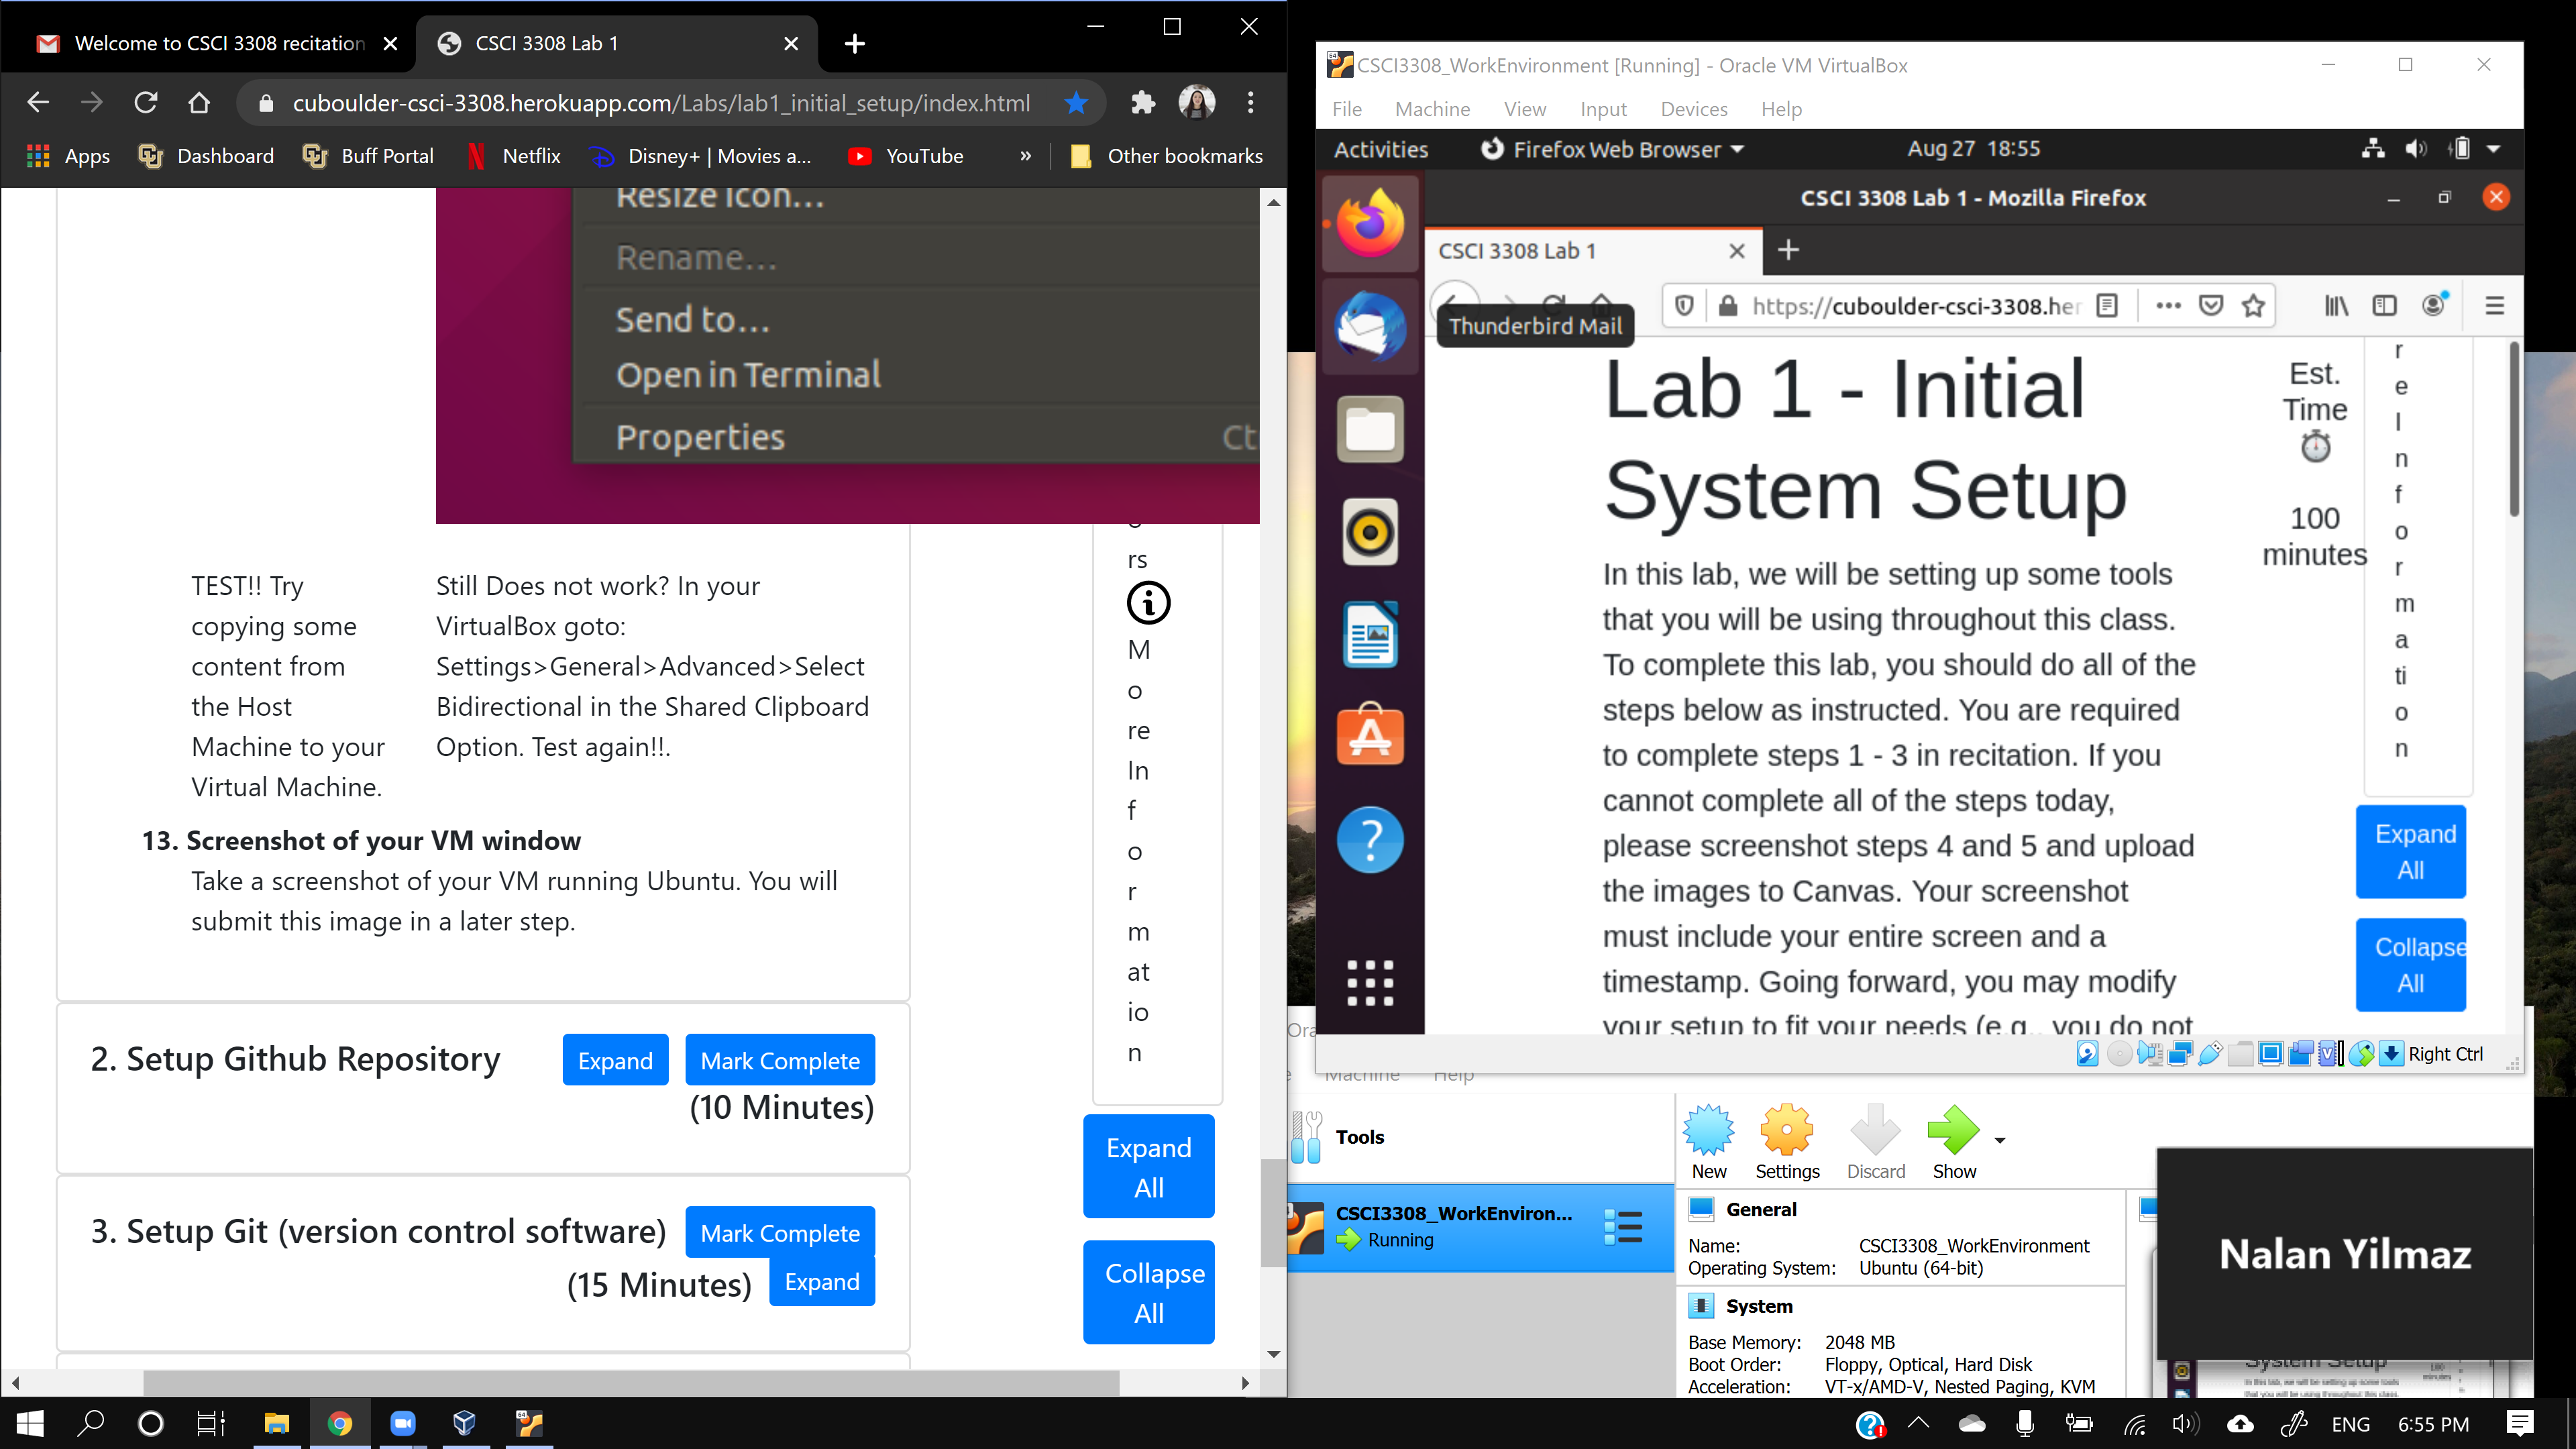 Welcome to CSCI 3308 recitation
CSCI 3308 Lab 1
cuboulder-csci-3308.herokuapp.com/Labs/lab1_initial_setup/index.html
Apps
Dashboard
Buff Portal
Netflix
Disney+ | Movies a...
YouTube
»
Other bookmarks
Resize Icon...
Rename...
Send to...
Open in Terminal
Properties
Ct
TEST!! Try
copying some
content from
the Host
Machine to your
Virtual Machine.
Still Does not work? In your
VirtualBox goto:
Settings>General>Advanced>Select
Bidirectional in the Shared Clipboard
Option. Test again!!.
13. Screenshot of your VM window
Take a screenshot of your VM running Ubuntu. You will
submit this image in a later step.
2. Setup Github Repository
Expand
Mark Complete
(10 Minutes)
3. Setup Git (version control software)
Mark Complete
(15 Minutes)
Expand
rs
M
o
re
In
f
o
r
m
at
io
n
Expand
All
Collapse
All
CSCI3308_WorkEnvironment [Running] - Oracle VM VirtualBox
File
Machine
View
Input
Devices
Help
Activities
Firefox Web Browser
Aug 27 18:55
CSCI 3308 Lab 1 - Mozilla Firefox
CSCI 3308 Lab 1
https://cuboulder-csci-3308.her
Thunderbird Mail
Lab 1 - Initial
System Setup
Est.
Time
100
minutes
In this lab, we will be setting up some tools
that you will be using throughout this class.
To complete this lab, you should do all of the
steps below as instructed. You are required
to complete steps 1 - 3 in recitation. If you
cannot complete all of the steps today,
please screenshot steps 4 and 5 and upload
the images to Canvas. Your screenshot
must include your entire screen and a
timestamp. Going forward, you may modify
your setup to fit your needs (e.g., you do not
r
e
I
n
f
o
r
m
a
ti
o
n
Expand
All
Collapse
All
Right Ctrl
Ora
Machine
Help
Tools
New
Settings
Discard
Show
CSCI3308_WorkEnviron...
Running
General
Name: CSCI3308_WorkEnvironment
Operating System: Ubuntu (64-bit)
System
Base Memory: 2048 MB
Boot Order: Floppy, Optical, Hard Disk
Acceleration: VT-x/AMD-V, Nested Paging, KVM
Nalan Yilmaz
System Setup
ENG
6:55 PM